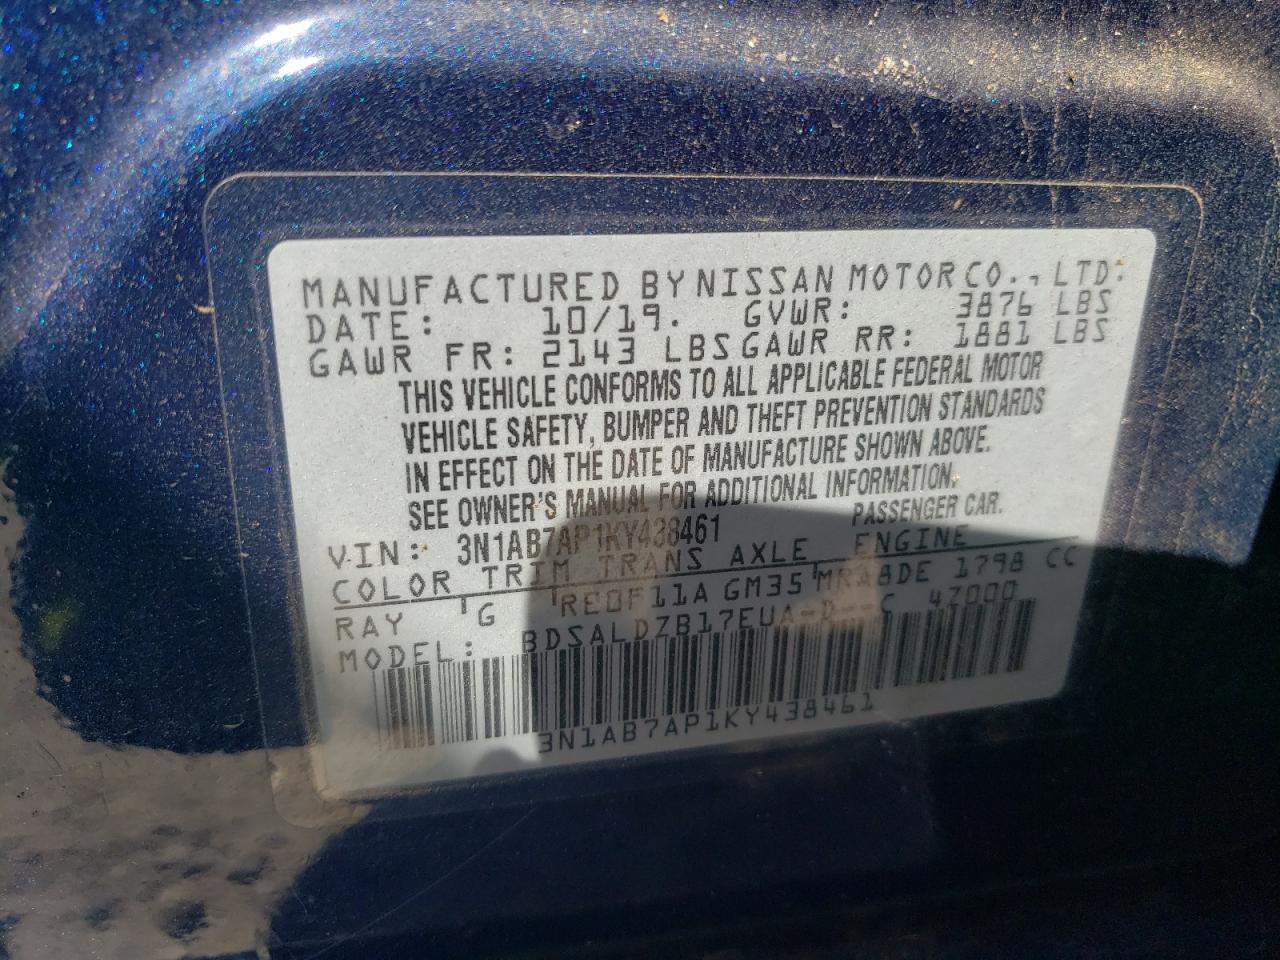 MANUFACTURED BY NISSAN MOTOR CO., LTD.
DATE: 10/19. GVWR: 3876 LBS
GAWR FR: 2143 LBS GAWR RR: 1881 LBS
THIS VEHICLE CONFORMS TO ALL APPLICABLE FEDERAL MOTOR
VEHICLE SAFETY, BUMPER AND THEFT PREVENTION STANDARDS
IN EFFECT ON THE DATE OF MANUFACTURE SHOWN ABOVE.
SEE OWNER'S MANUAL FOR ADDITIONAL INFORMATION.
VIN: 3N1AB7AP1KY438461 PASSENGER CAR.
COLOR TRIM TRANS AXLE ENGINE
RAY G RE0F11A GM35 MRA8DE 1798 CC
MODEL: BDSALDZB17EUA-D--C 47000
3N1AB7AP1KY438461